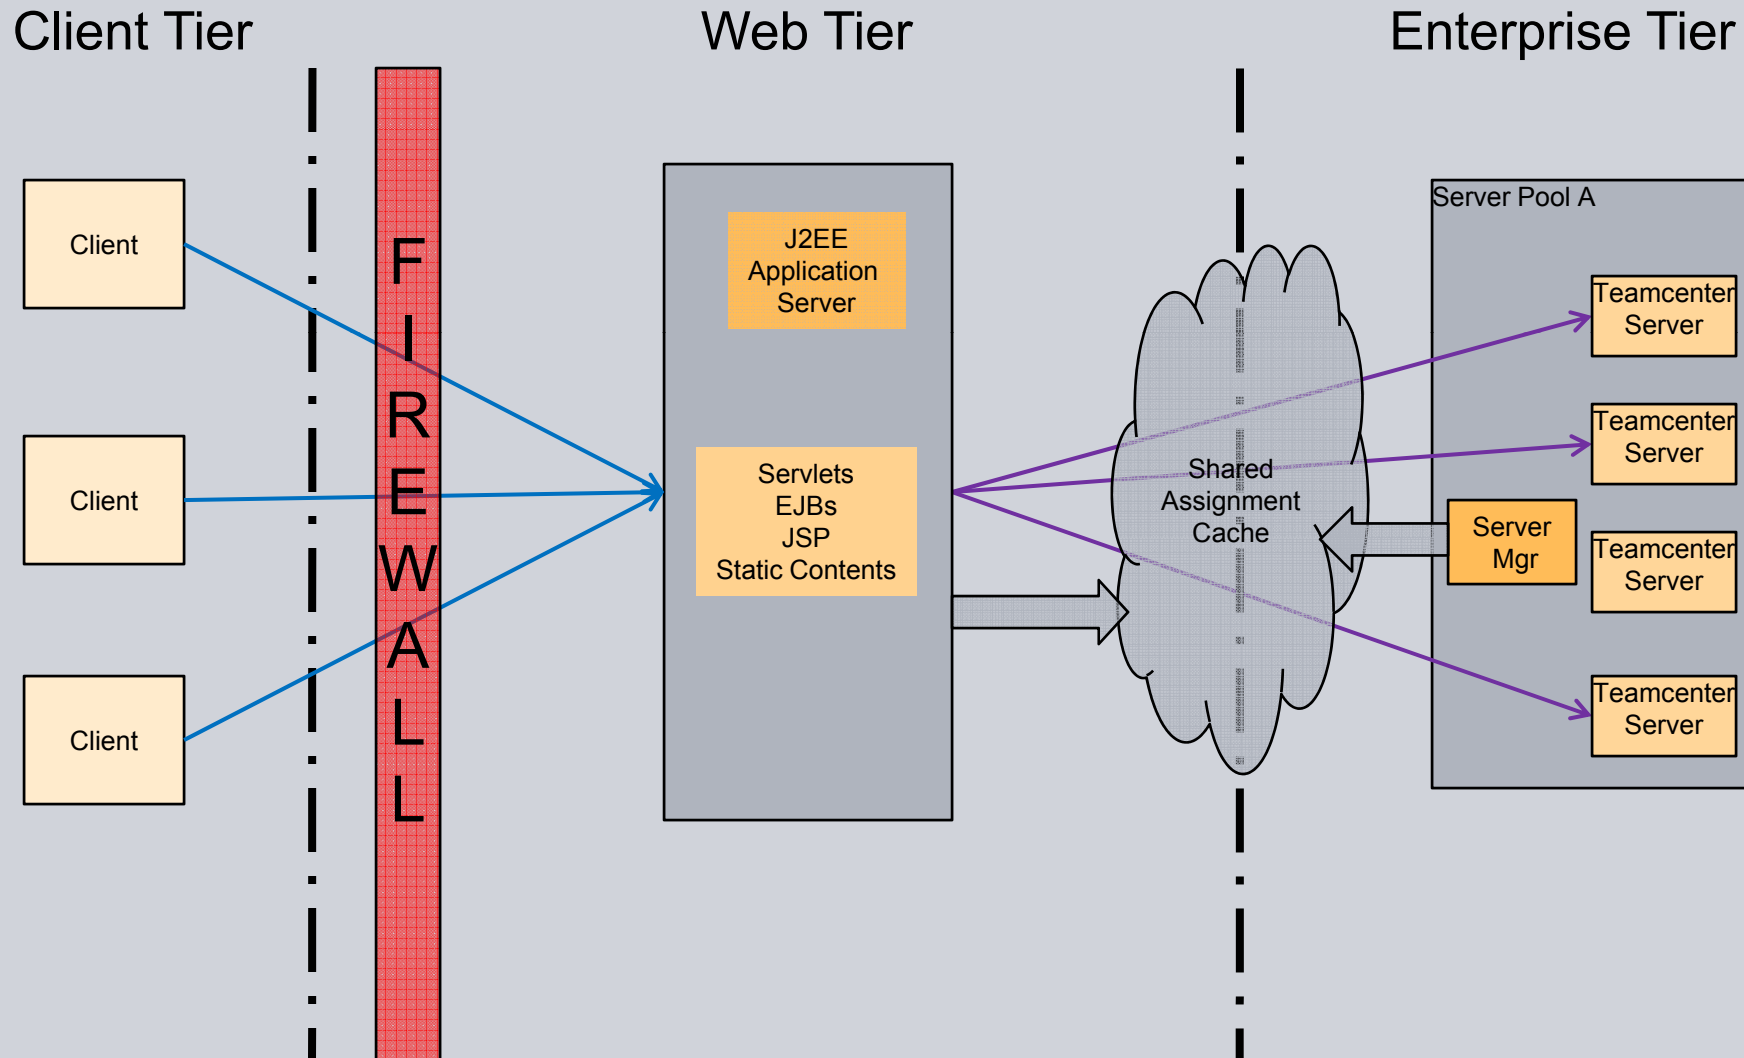 Client Tier
Web Tier
Enterprise Tier
Client
Client
Client
F
I
R
E
W
A
L
L
J2EE
Application
Server
Servlets
EJBs
JSP
Static Contents
Shared
Assignment
Cache
Server Pool A
Teamcenter
Server
Teamcenter
Server
Server
Mgr
Teamcenter
Server
Teamcenter
Server